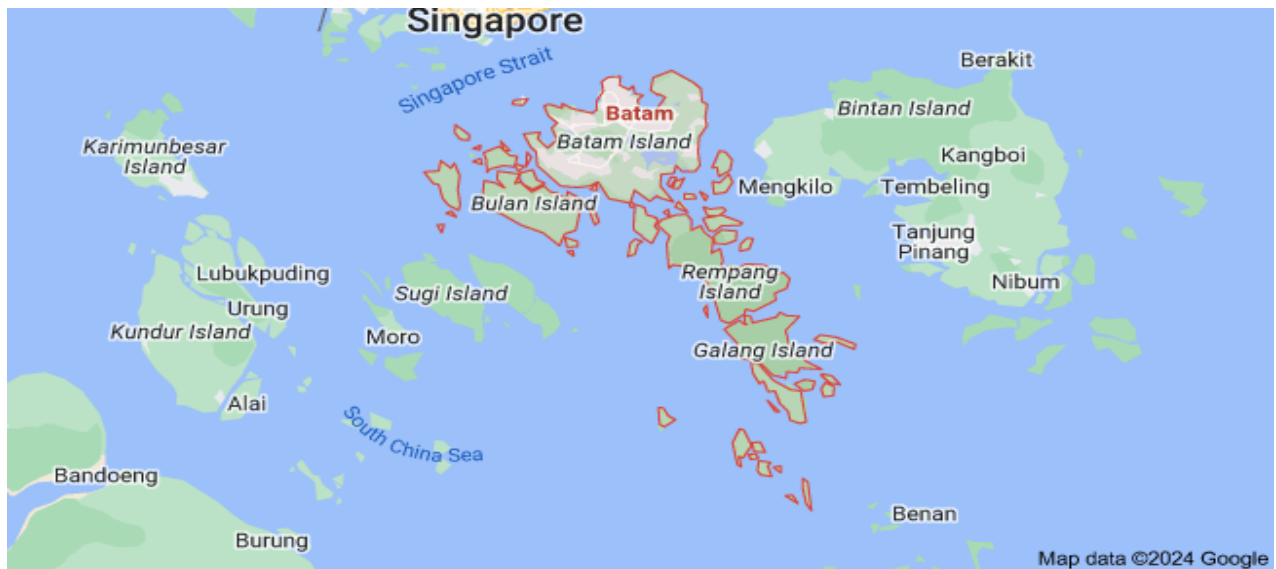 Singapore
Singapore Strait
Berakit
Batam
Bintan Island
Batam Island
Karimunbesar
Island
Kangboi
Mengkilo
Tembeling
Bulan Island
Tanjung
Pinang
Lubukpuding
Rempang
Island
Nibum
Sugi Island
Urung
Kundur Island
Moro
Galang Island
Alai
South China Sea
Bandoeng
Benan
Burung
Map data ©2024 Google